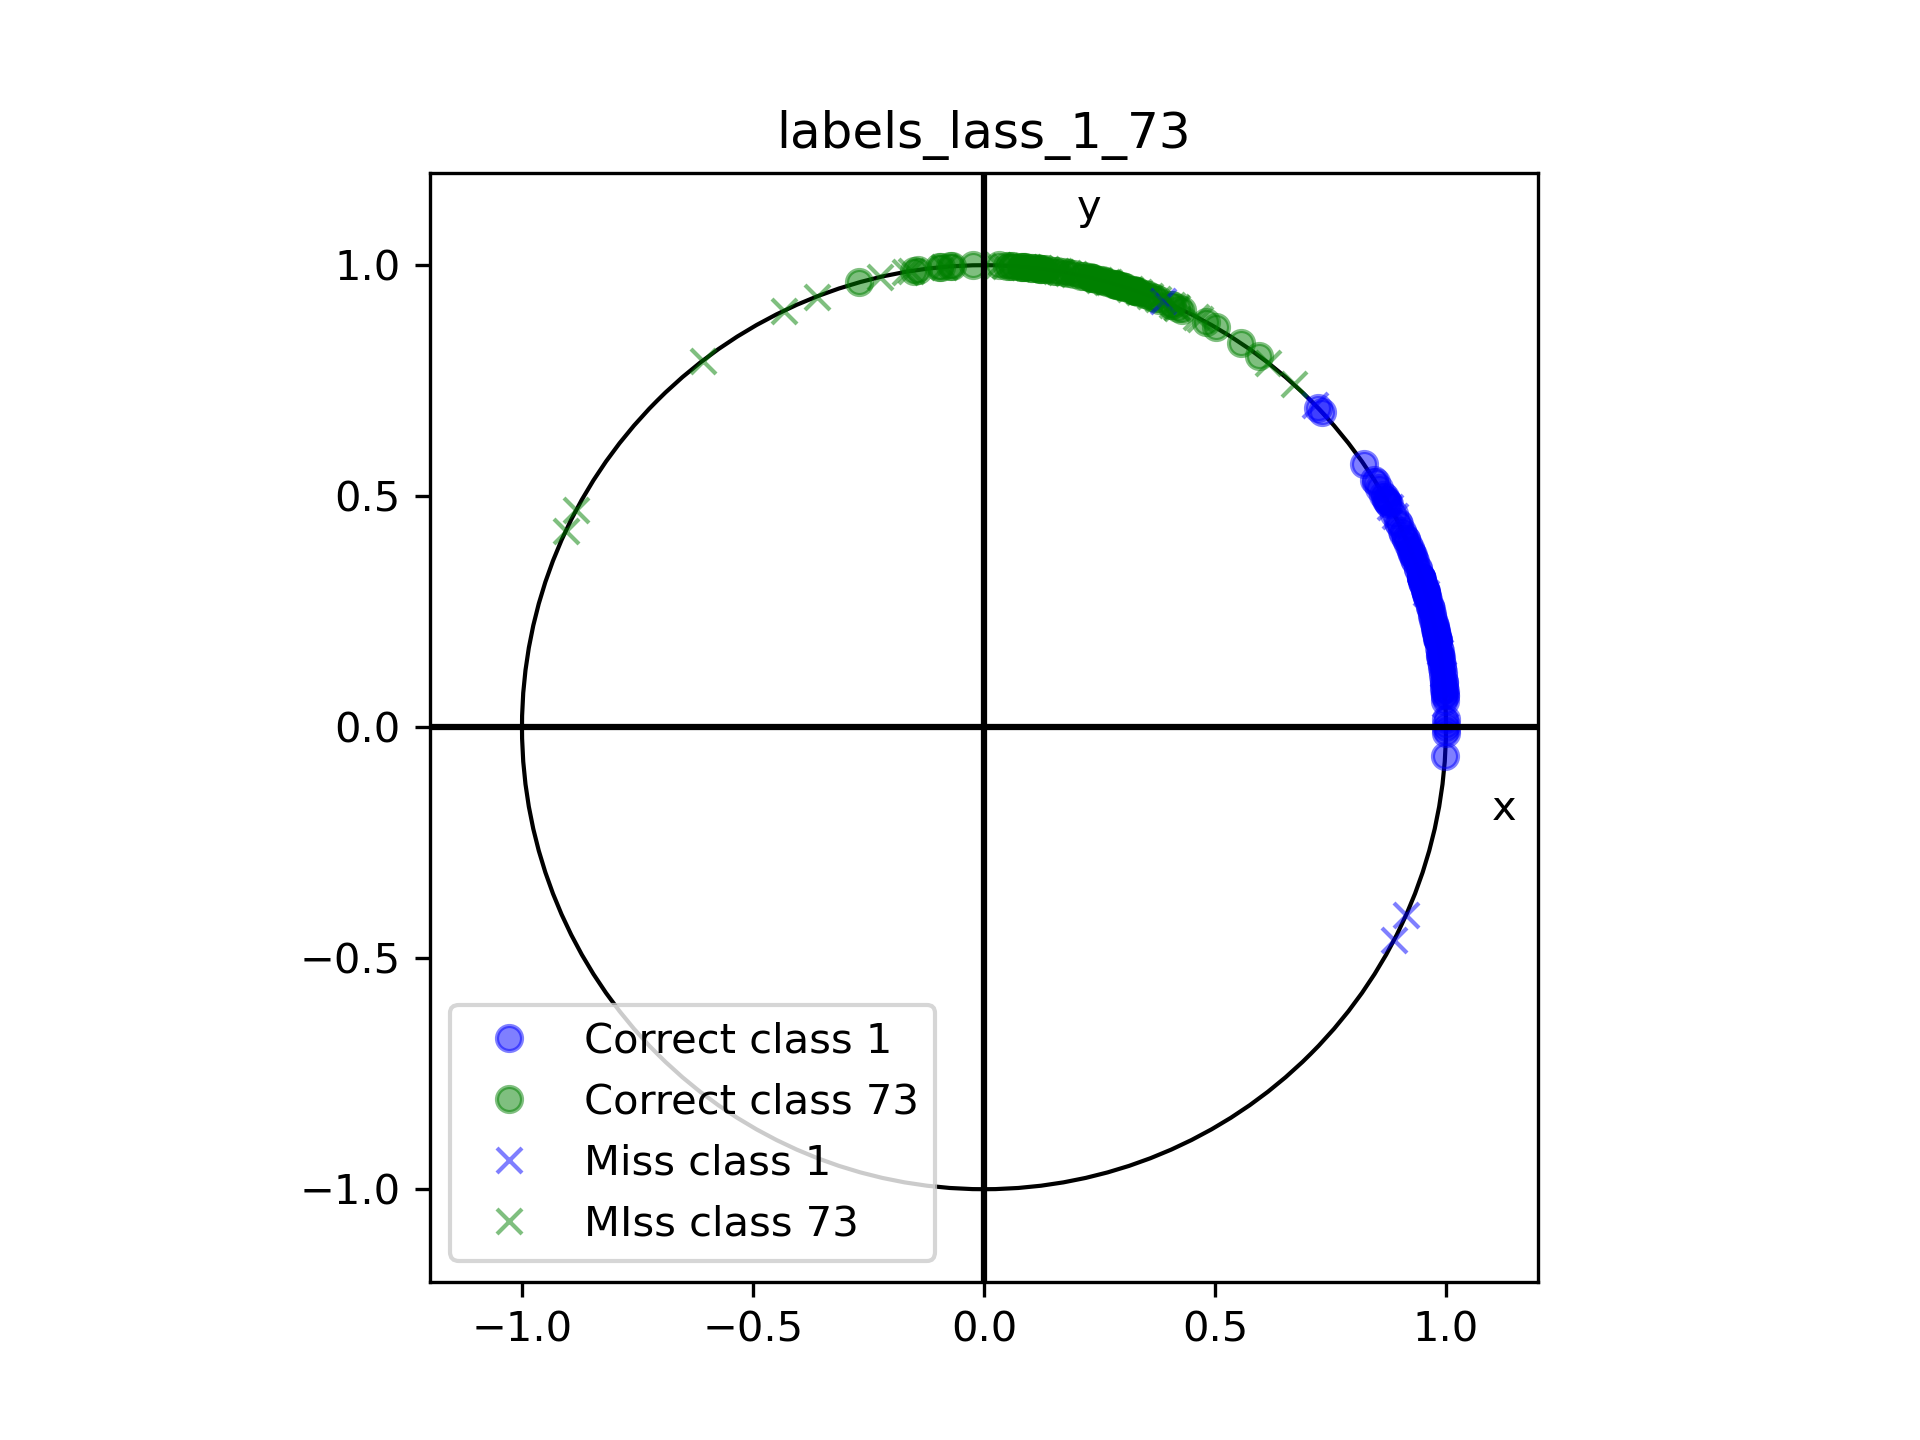 labels_lass_1_73
y
1.0
0.5
0.0
x
−0.5
−1.0
Correct class 1
Correct class 73
Miss class 1
MIss class 73
−1.0 −0.5 0.0 0.5 1.0